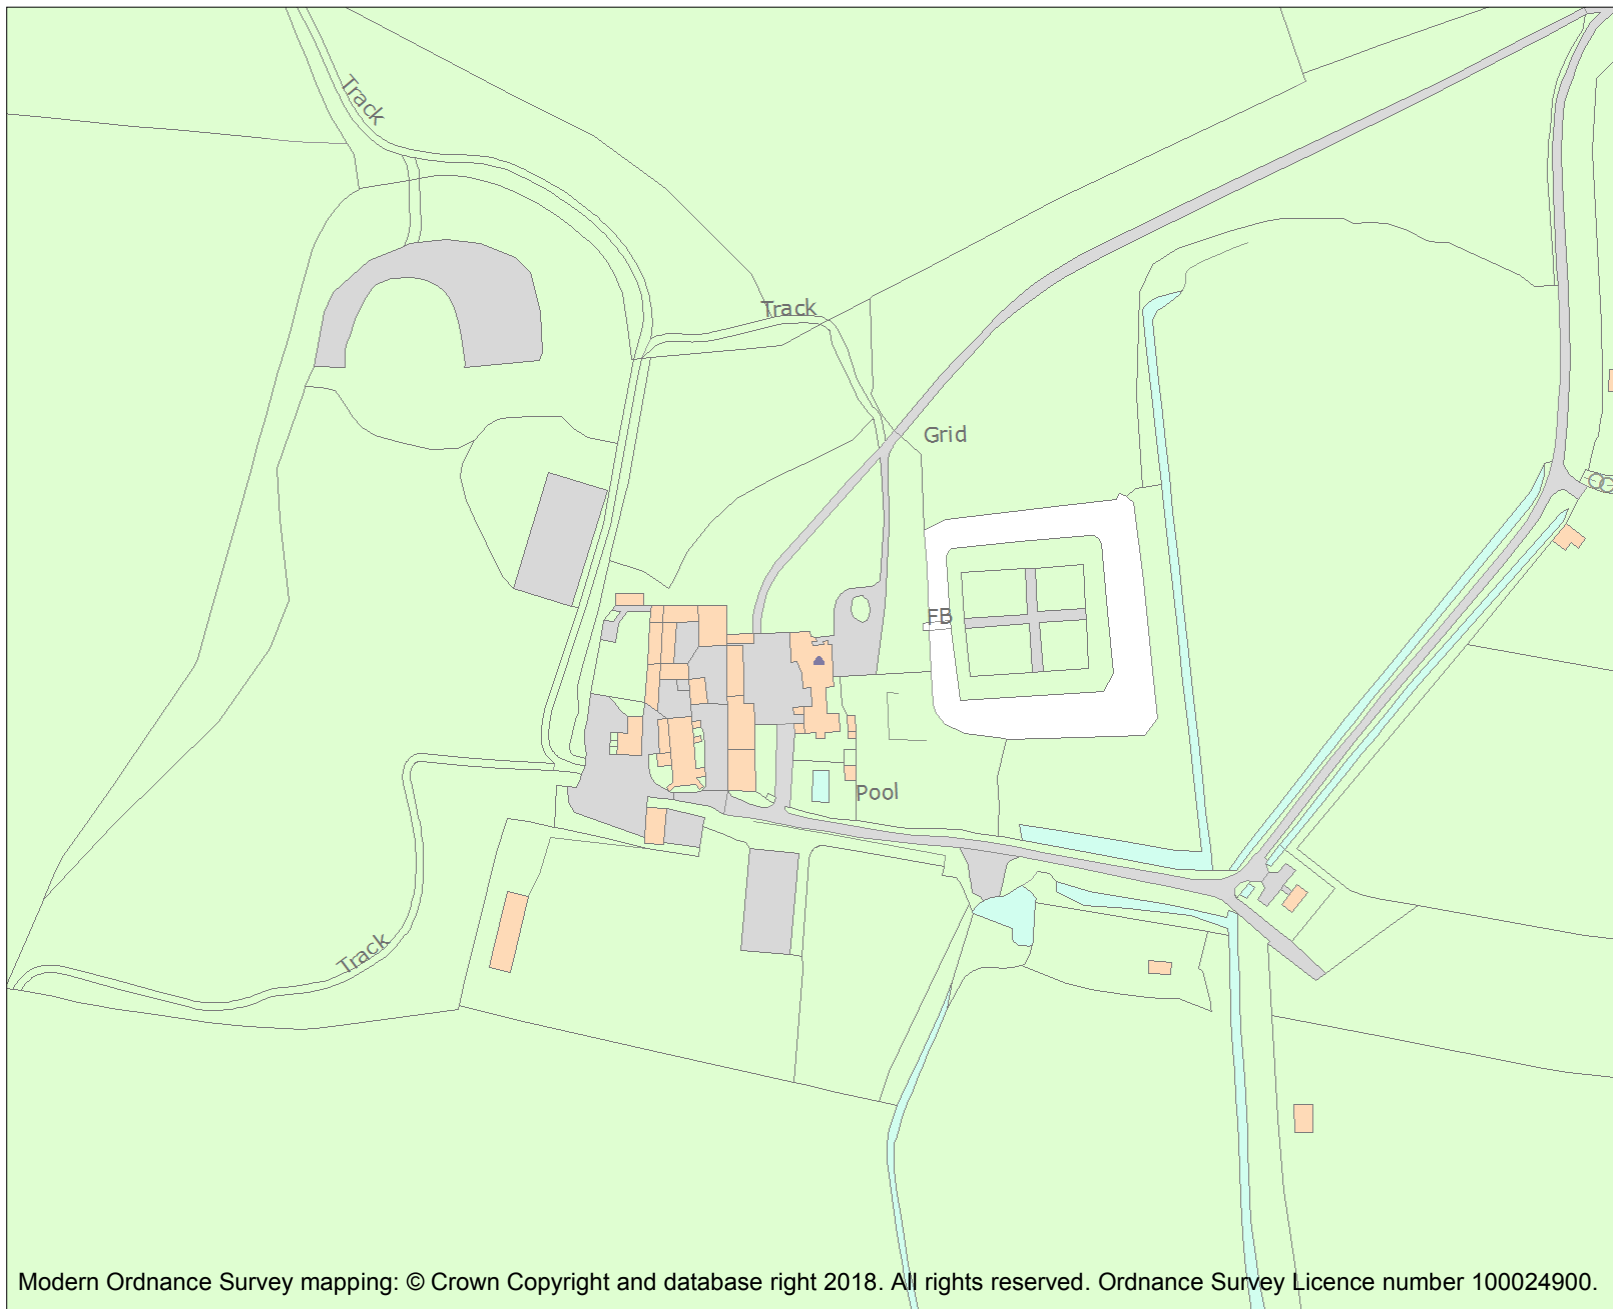 Track
Track
Grid
FB
Pool
Track
Modern Ordnance Survey mapping: © Crown Copyright and database right 2018. All rights reserved. Ordnance Survey Licence number 100024900.